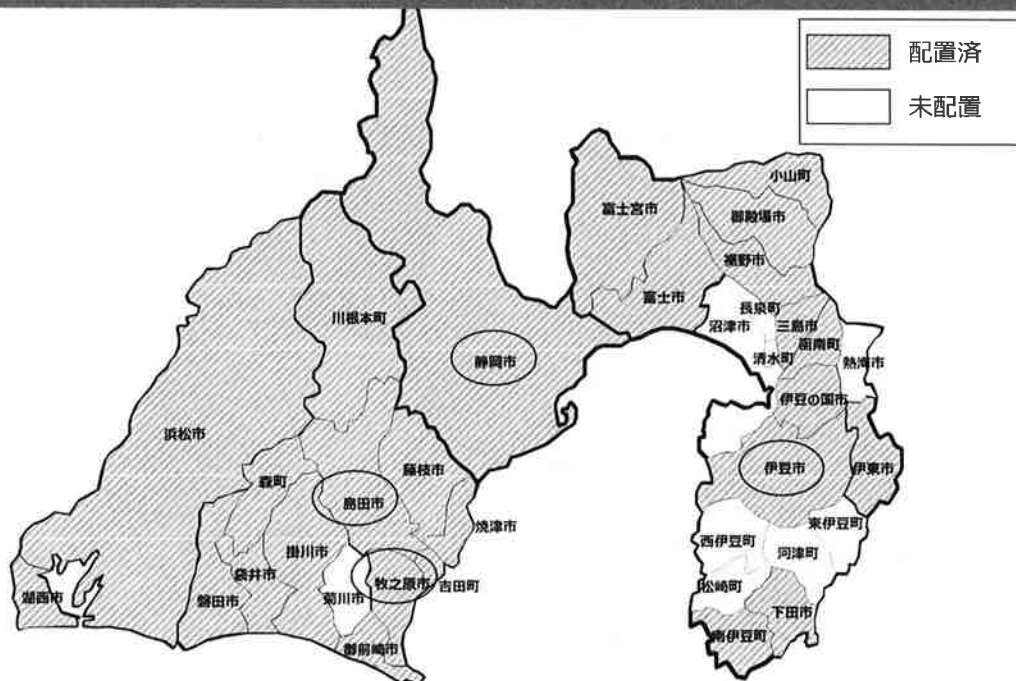 配置済
未配置
小山町
富士宮市
御殿場市
裾野市
富士市
長泉町
沼津市
三島市
函南町
清水町
熱海市
川根本町
静岡市
伊豆の国市
浜松市
伊豆市
伊東市
藤枝市
森町
島田市
焼津市
東伊豆町
西伊豆町
河津町
掛川市
袋井市
牧之原市
吉田町
湖西市
磐田市
菊川市
松崎町
下田市
南伊豆町
御前崎市